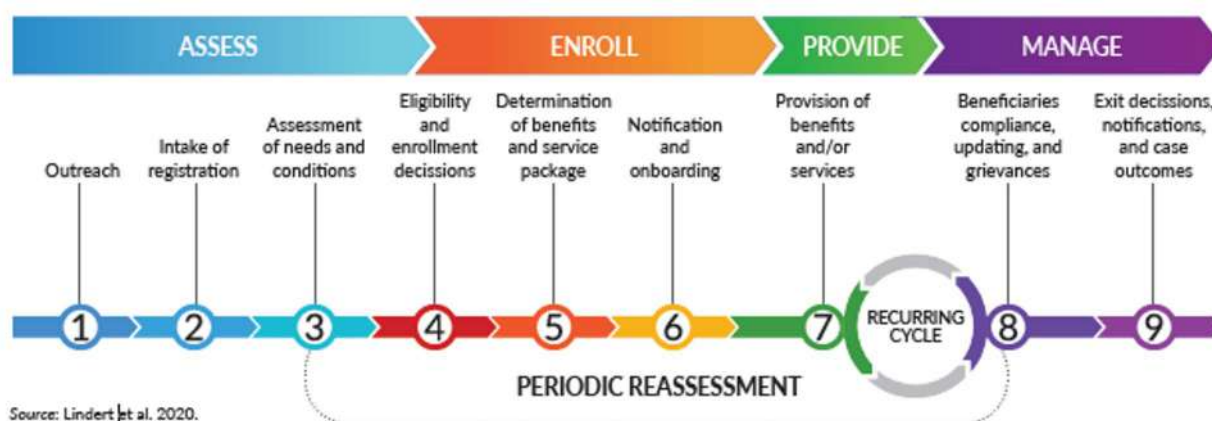 ASSESS
ENROLL
PROVIDE
MANAGE
Outreach
Intake of
registration
Assessment
of needs and
conditions
Eligibility
and
enrollment
decissions
Determination
of benefits
and service
package
Notification
and
onboarding
Provision of
benefits
and/or
services
Beneficiaries
compliance,
updating, and
grievances
Exit decissions,
notifications,
and case
outcomes
1
2
3
4
5
6
7
RECURRING
CYCLE
8
9
PERIODIC REASSESSMENT
Source: Lindert et al. 2020.